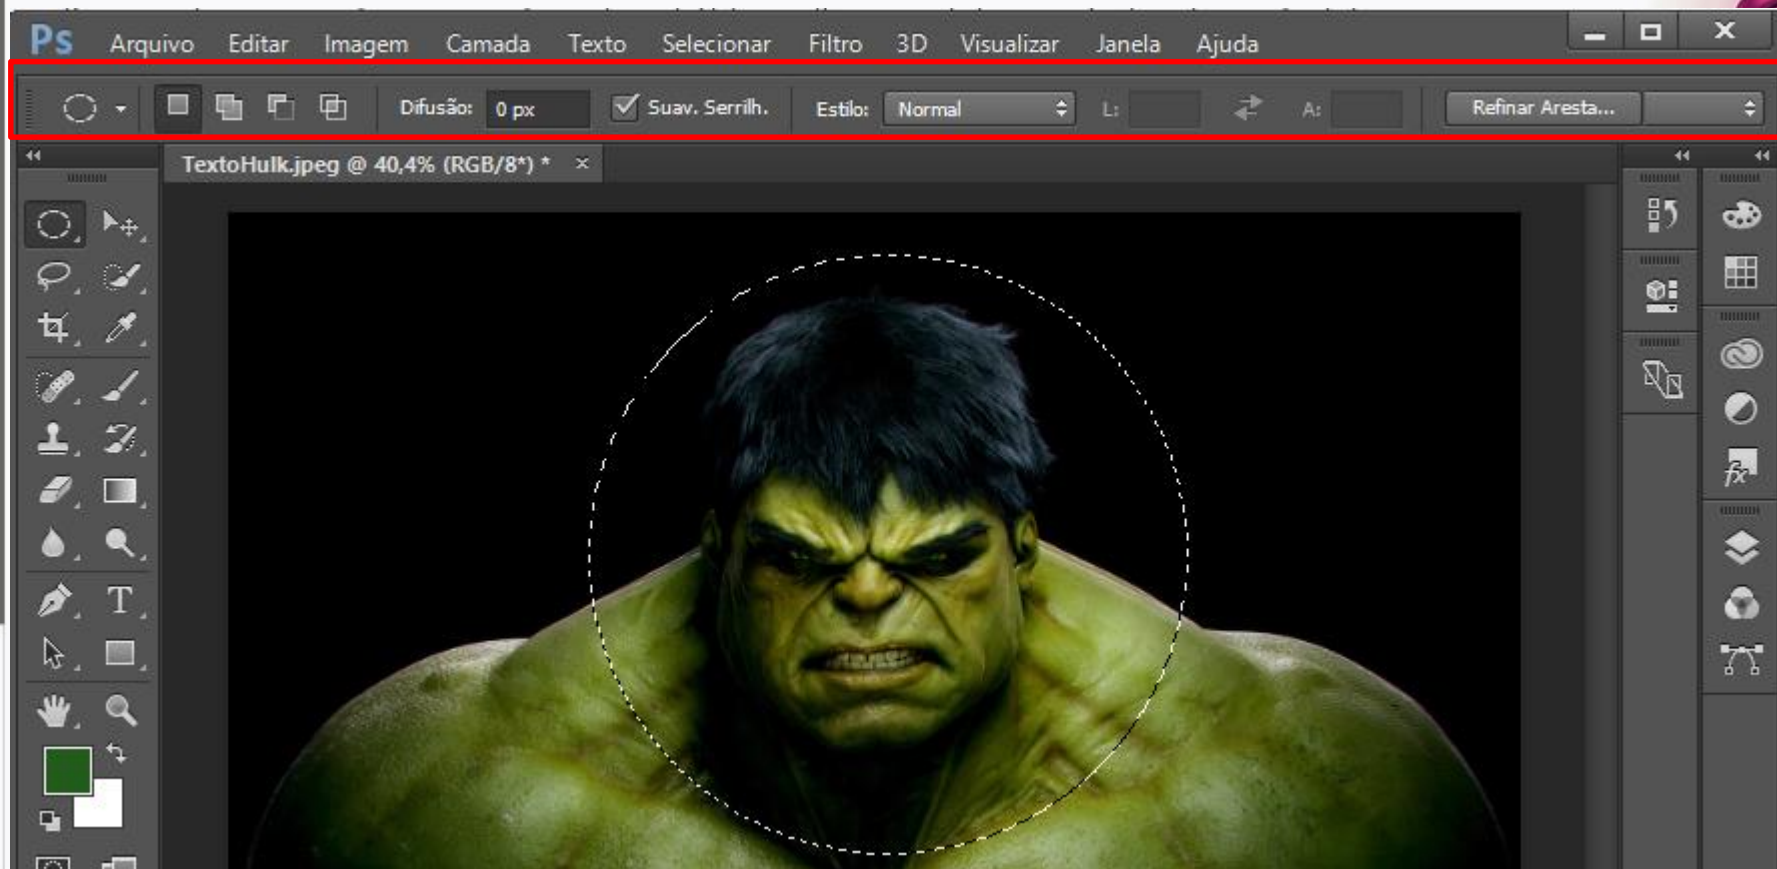 Ps Arquivo Editar Imagem Camada Texto Selecionar Filtro 3D Visualizar Janela Ajuda
Difusão: 0 px Suav. Serrilh. Estilo: Normal L: A: Refinar Aresta...
TextoHulk.jpeg @ 40,4% (RGB/8*) * ×
T
fx